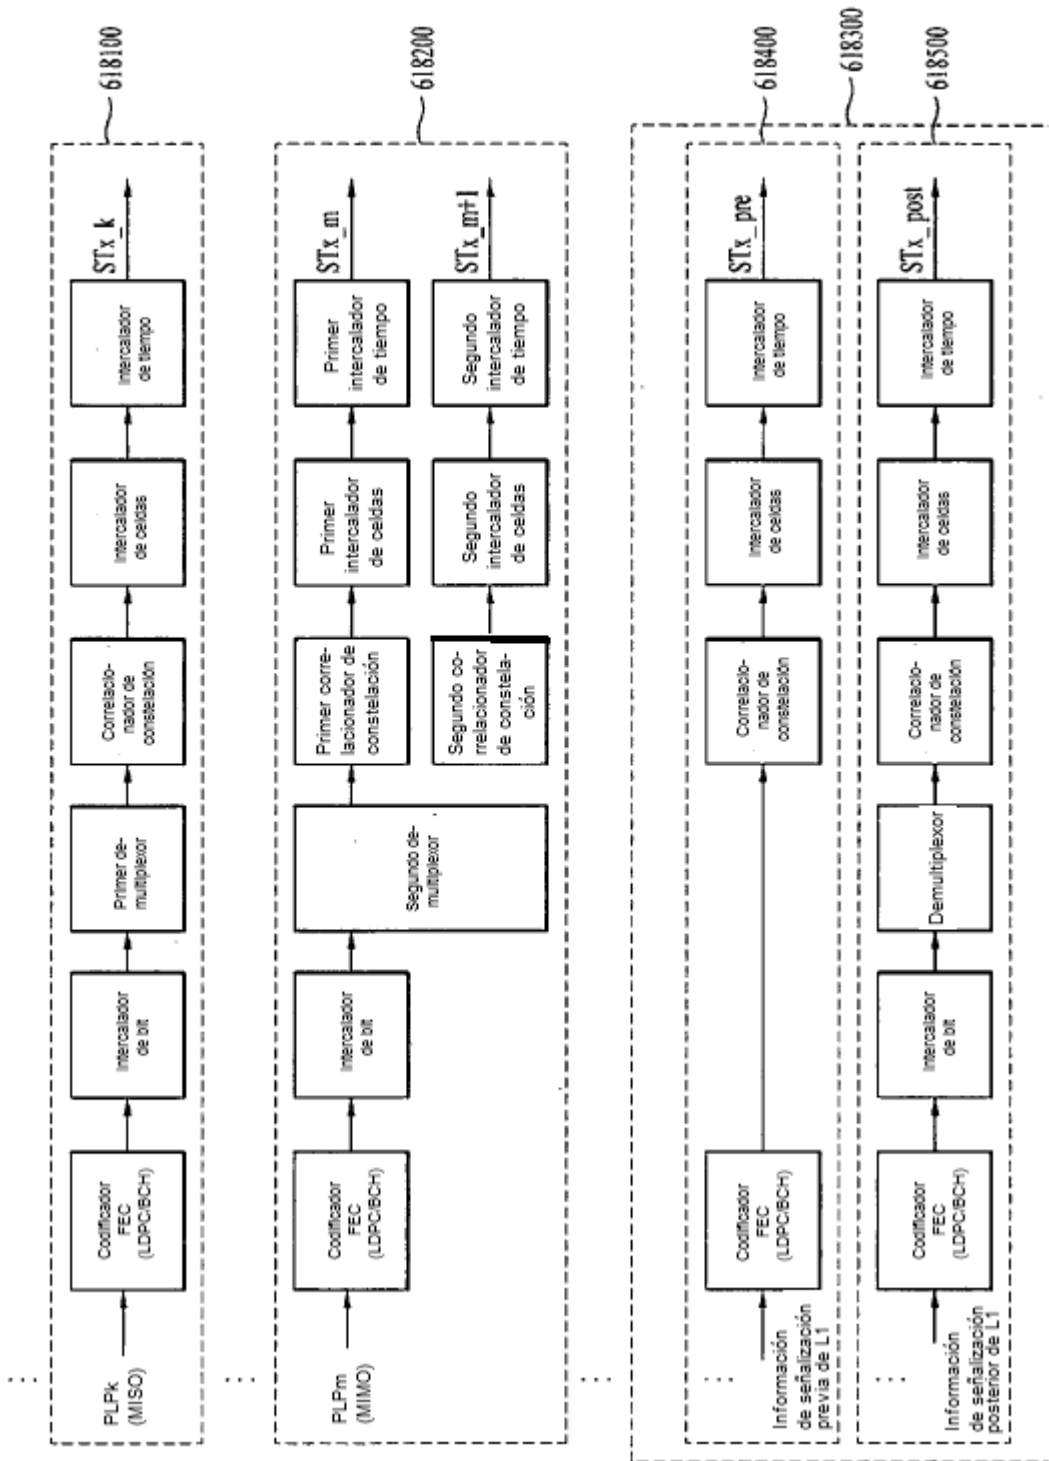 PLPk
(MISO)
Codificador
FEC
(LDPC/BCH)
Intercalador
de bit
Primer de-
multiplexor
Correlacio-
nador de
constelación
Intercalador
de celdas
Intercalador
de tiempo
STx_k
618100
PLPm
(MIMO)
Codificador
FEC
(LDPC/BCH)
Intercalador
de bit
Segundo de-
multiplexor
Primer corre-
lacionador de
constelación
Primer
intercalador
de celdas
Primer
intercalador
de tiempo
STx_m
Segundo co-
rrelacionador
de constela-
ción
Segundo
intercalador
de celdas
Segundo
intercalador
de tiempo
STx_m+1
618200
Información
de señalización
previa de L1
Codificador
FEC
(LDPC/BCH)
Correlacio-
nador de
constelación
Intercalador
de celdas
Intercalador
de tiempo
STx_pre
618400
618300
Información
de señalización
posterior de L1
Codificador
FEC
(LDPC/BCH)
Intercalador
de bit
Demultiplexor
Correlacio-
nador de
constelación
Intercalador
de celdas
Intercalador
de tiempo
STx_post
618500